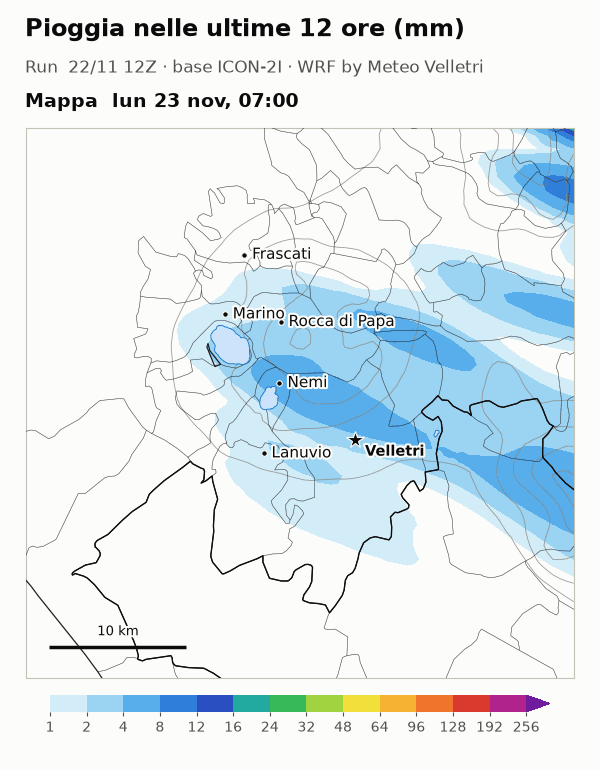 Pioggia nelle ultime 12 ore (mm)
Run  22/11 12Z · base ICON-2I · WRF by Meteo Velletri
Mappa  lun 23 nov, 07:00
Frascati
Marino
Rocca di Papa
Nemi
Velletri
Lanuvio
10 km
1 2 4 8 12 16 24 32 48 64 96 128 192 256